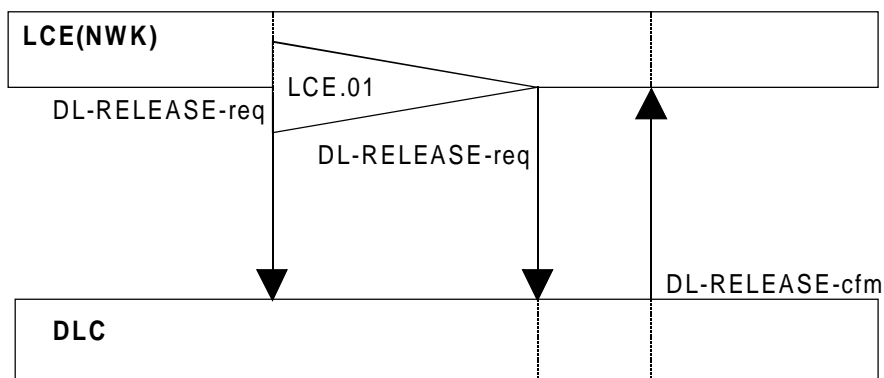 LCE(NWK)
LCE.01
DL-RELEASE-req
DL-RELEASE-req
DL-RELEASE-cfm
DLC